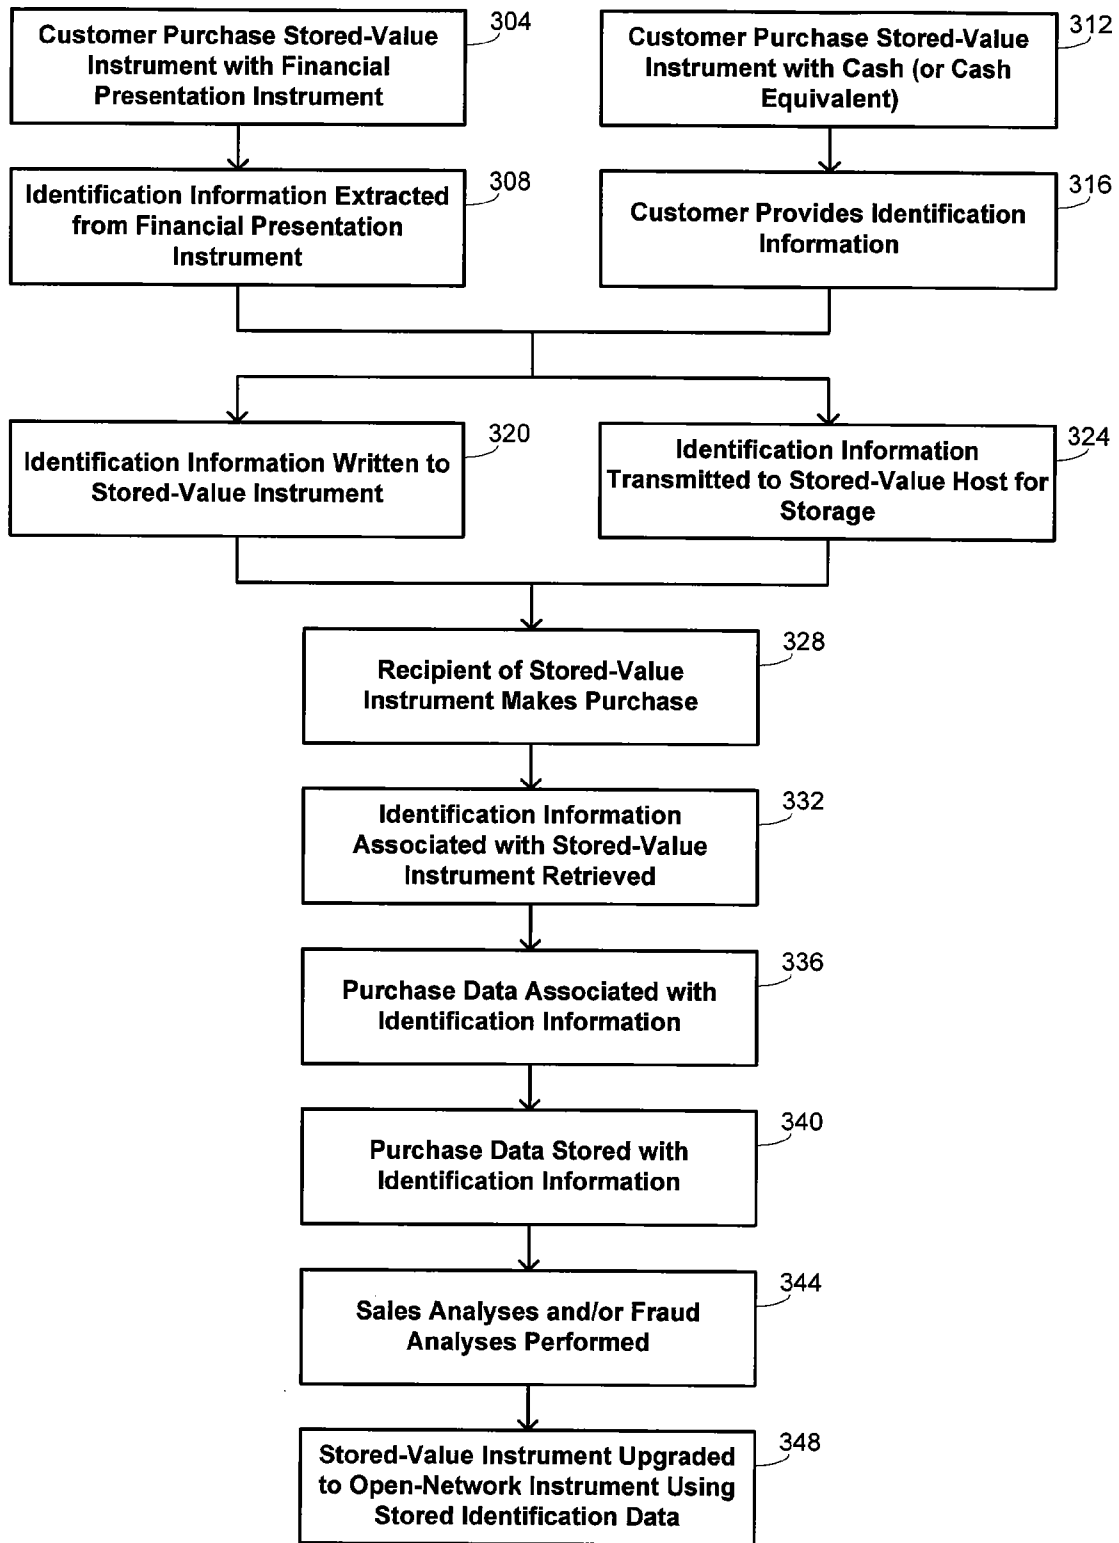 Customer Purchase Stored-Value
Instrument with Financial
Presentation Instrument
304
Customer Purchase Stored-Value
Instrument with Cash (or Cash
Equivalent)
312
Identification Information Extracted
from Financial Presentation
Instrument
308
Customer Provides Identification
Information
316
Identification Information Written to
Stored-Value Instrument
320
Identification Information
Transmitted to Stored-Value Host for
Storage
324
Recipient of Stored-Value
Instrument Makes Purchase
328
Identification Information
Associated with Stored-Value
Instrument Retrieved
332
Purchase Data Associated with
Identification Information
336
Purchase Data Stored with
Identification Information
340
Sales Analyses and/or Fraud
Analyses Performed
344
Stored-Value Instrument Upgraded
to Open-Network Instrument Using
Stored Identification Data
348